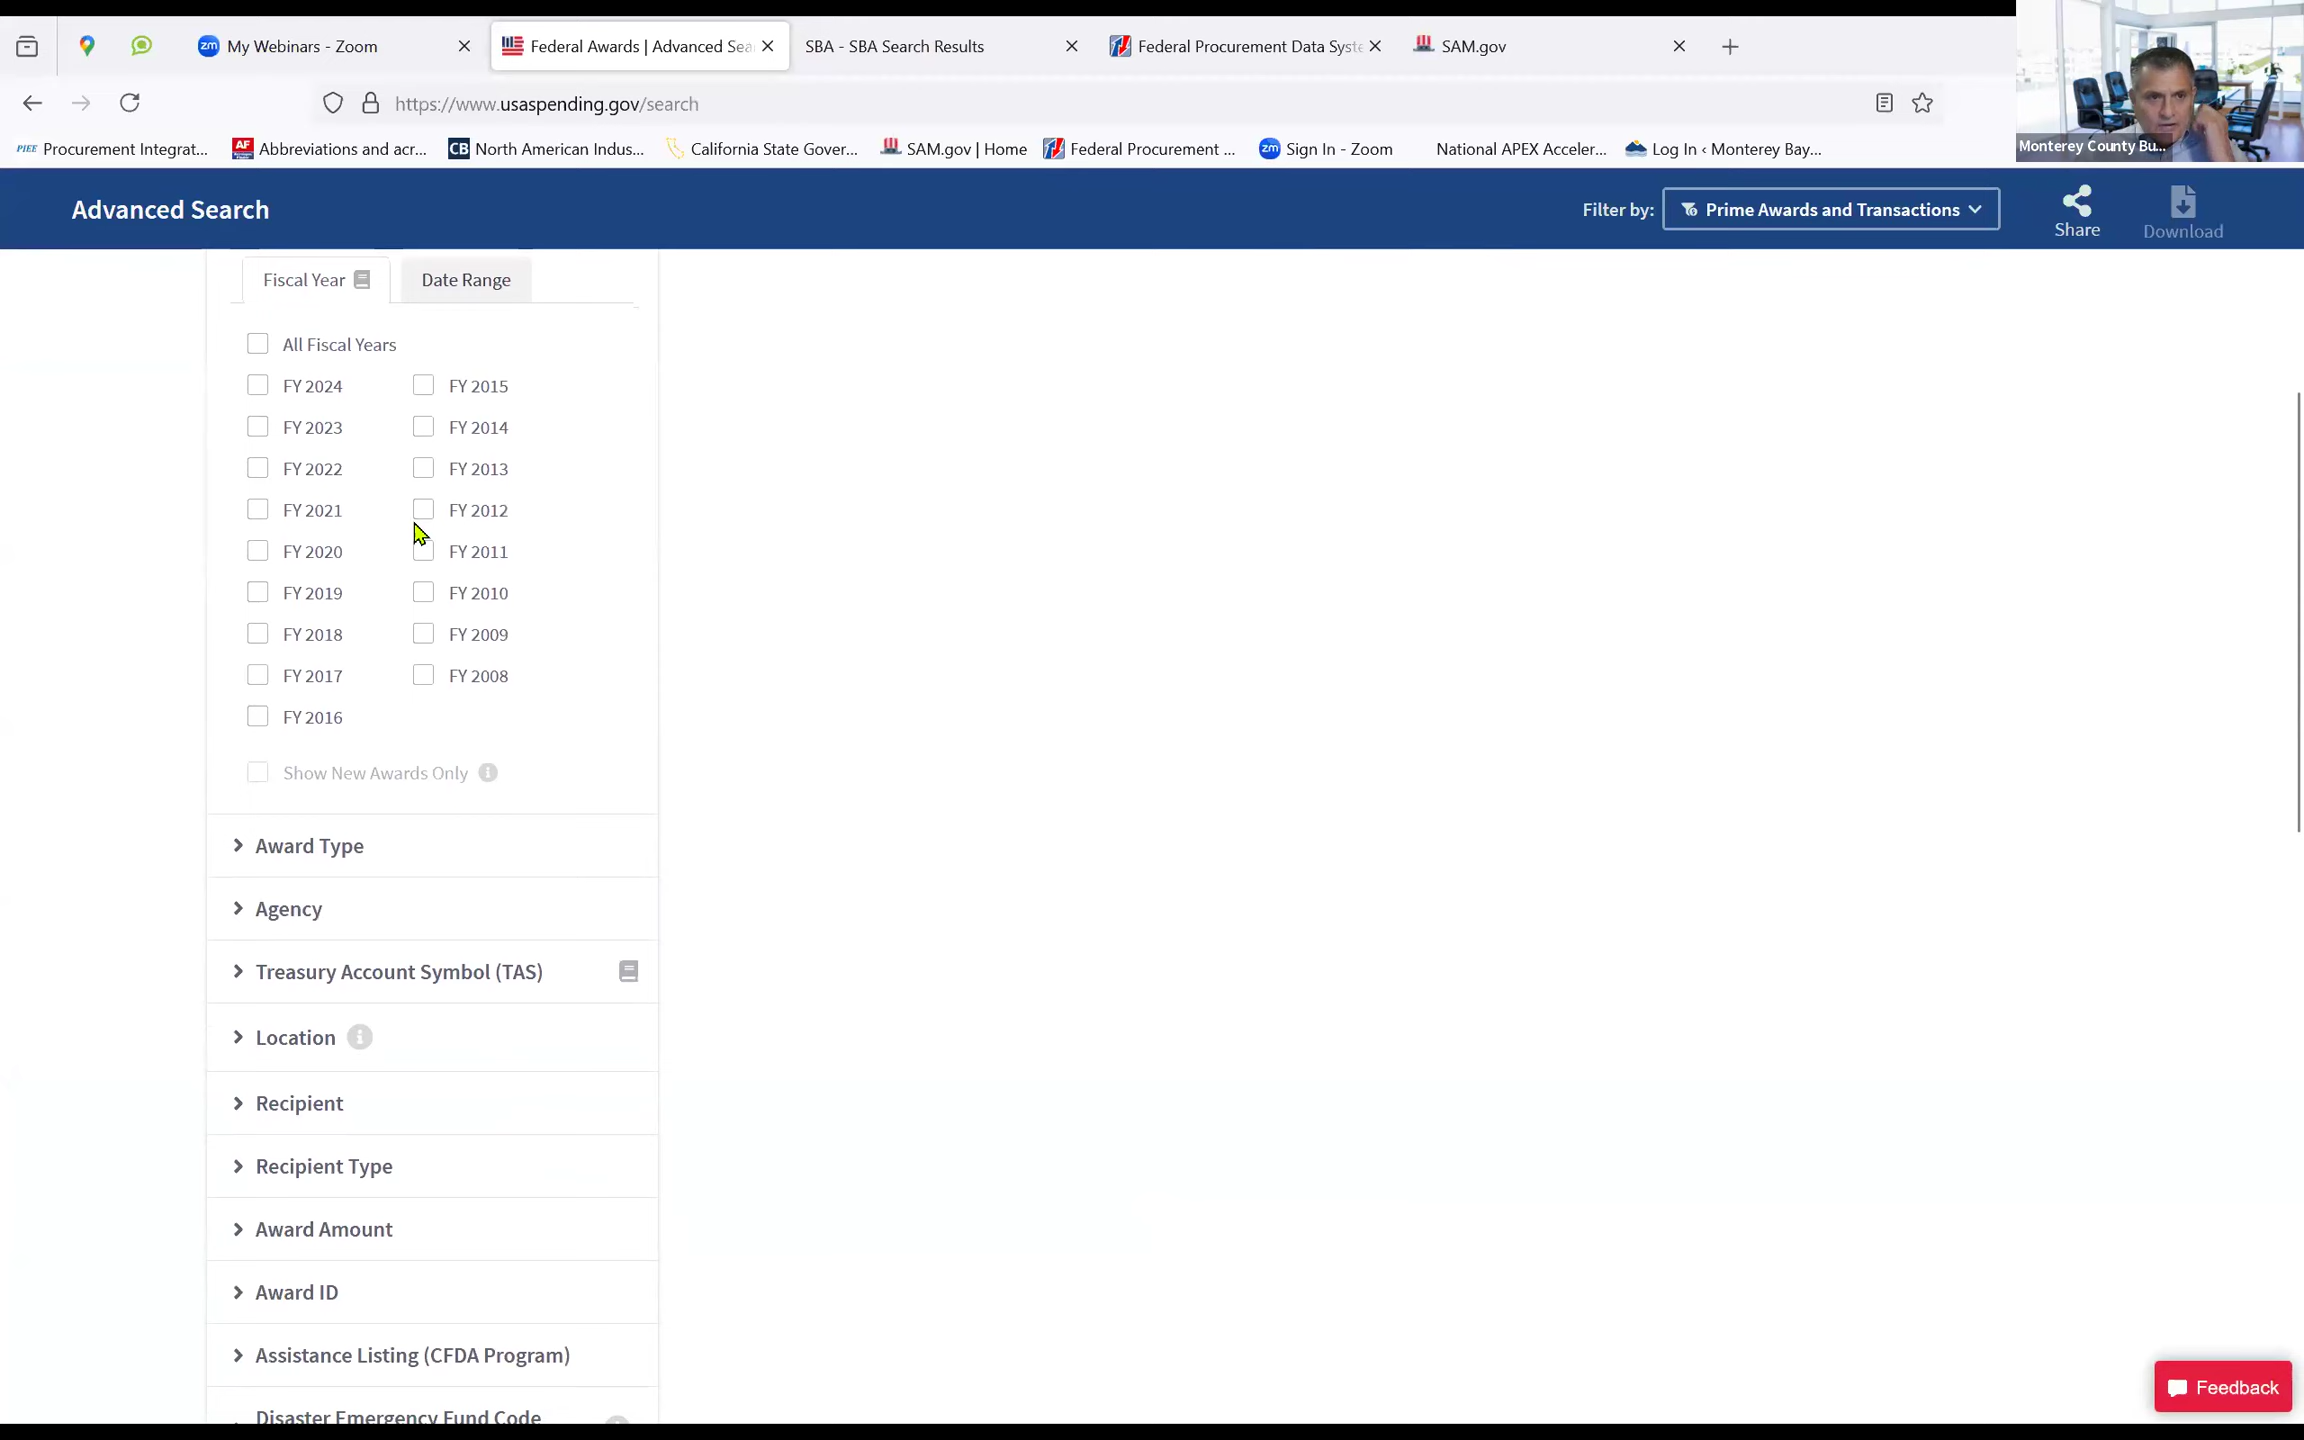 My Webinars - Zoom
Federal Awards | Advanced Sea
SBA - SBA Search Results
Federal Procurement Data Syste
SAM.gov
https://www.usaspending.gov/search
PIEE Procurement Integrat...
AF Abbreviations and acr...
CB North American Indus...
California State Gover...
SAM.gov | Home
Federal Procurement ...
zm Sign In - Zoom
National APEX Acceler...
Log In ‹ Monterey Bay...
Monterey County Bu...
Advanced Search
Filter by:
Prime Awards and Transactions
Share
Download
Fiscal Year
Date Range
All Fiscal Years
FY 2024
FY 2015
FY 2023
FY 2014
FY 2022
FY 2013
FY 2021
FY 2012
FY 2020
FY 2011
FY 2019
FY 2010
FY 2018
FY 2009
FY 2017
FY 2008
FY 2016
Show New Awards Only
Award Type
Agency
Treasury Account Symbol (TAS)
Location
Recipient
Recipient Type
Award Amount
Award ID
Assistance Listing (CFDA Program)
Disaster Emergency Fund Code
Feedback